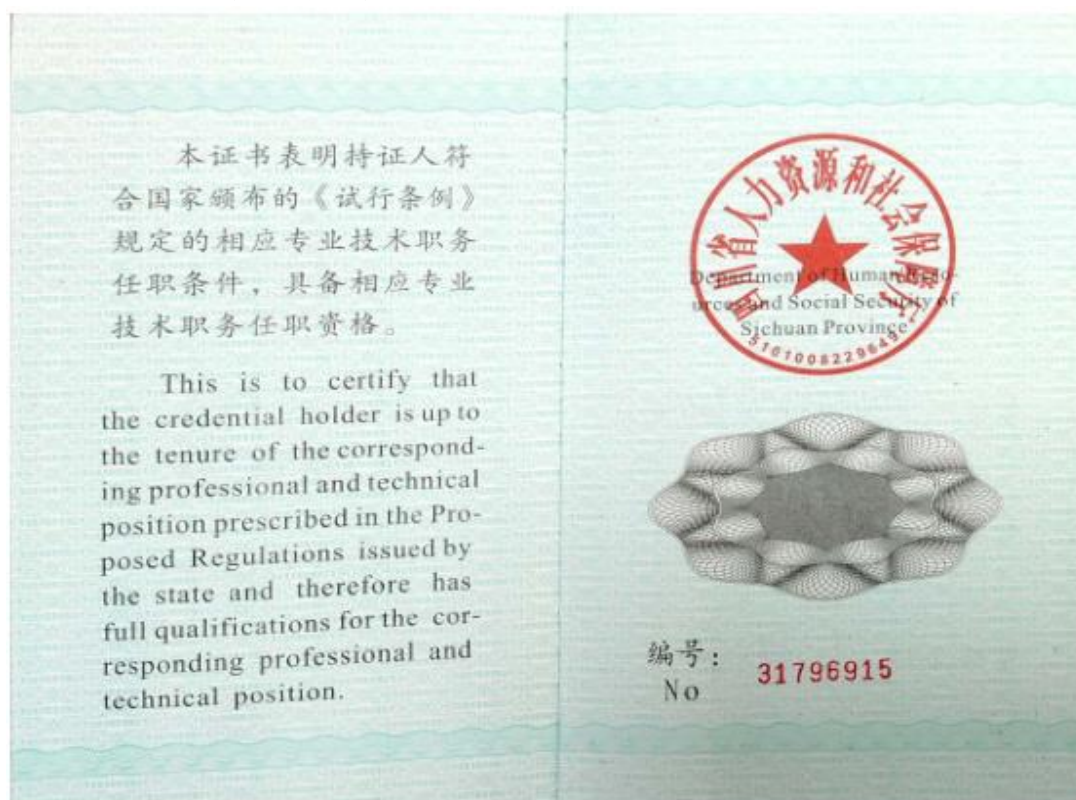 本证书表明持证人符
合国家颁布的《试行条例》
规定的相应专业技术职务
任职条件，具备相应专业
技术职务任职资格。
This is to certify that
the credential holder is up to
the tenure of the correspond-
ing professional and technical
position prescribed in the Pro-
posed Regulations issued by
the state and therefore has
full qualifications for the cor-
responding professional and
technical position.
四川省人力资源和社会保障厅
Department of Human Reso-
urces and Social Security of
Sichuan Province
5101008229649
编号：
No
31796915